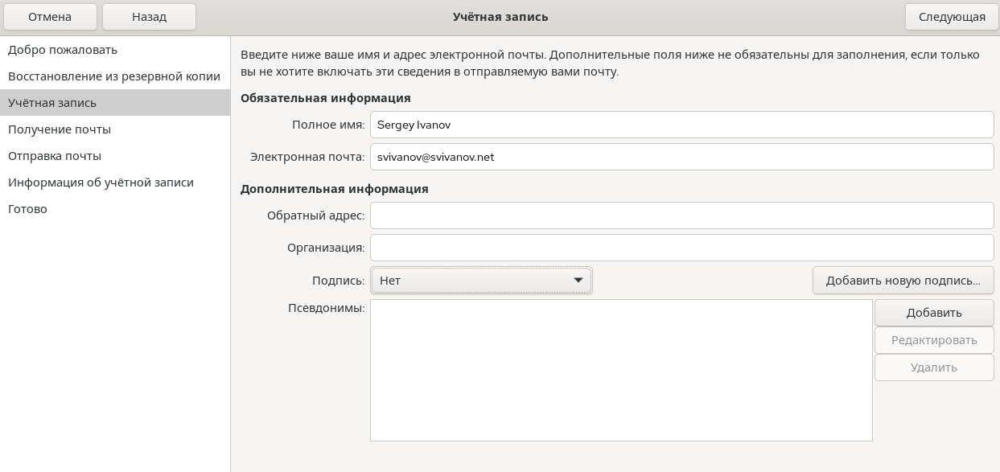 Отмена
Назад
Учётная запись
Следующая
Добро пожаловать
Восстановление из резервной копии
Учётная запись
Получение почты
Отправка почты
Информация об учётной записи
Готово
Введите ниже ваше имя и адрес электронной почты. Дополнительные поля ниже не обязательны для заполнения, если только
вы не хотите включать эти сведения в отправляемую вами почту.
Обязательная информация
Полное имя: Sergey Ivanov
Электронная почта: svivanov@svivanov.net
Дополнительная информация
Обратный адрес:
Организация:
Подпись: Нет
Добавить новую подпись...
Псевдонимы:
Добавить
Редактировать
Удалить